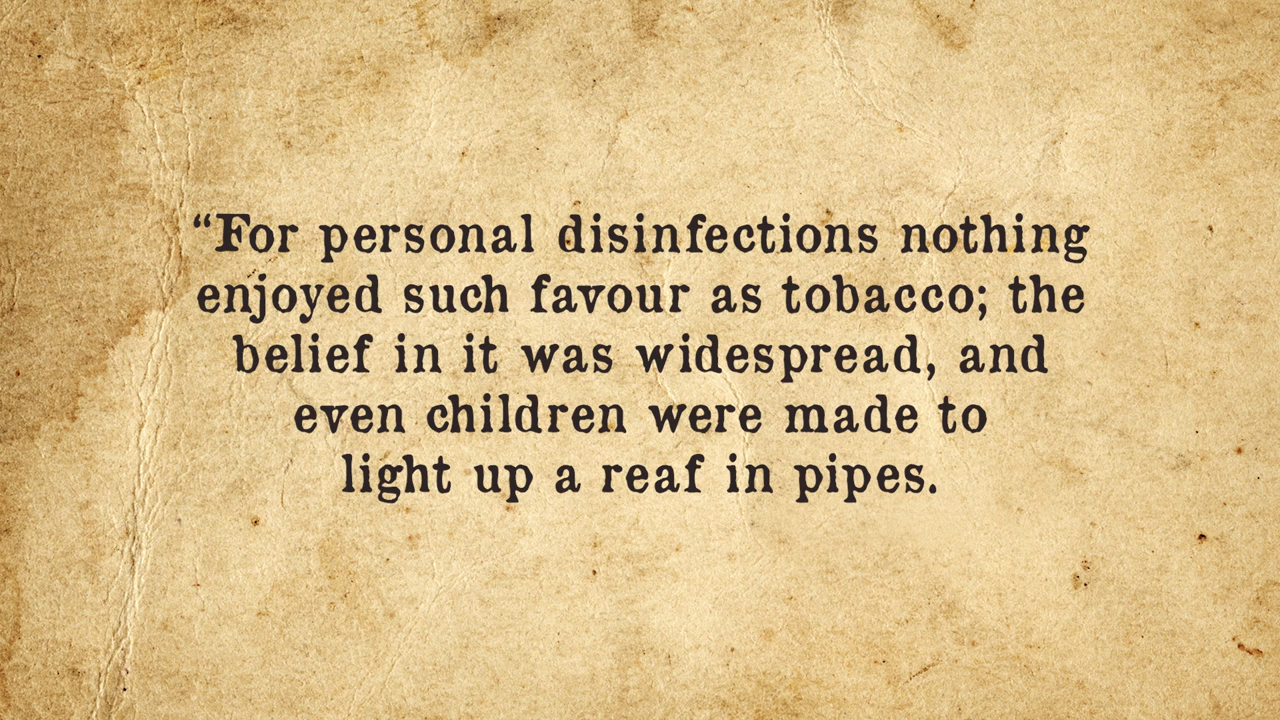 “For personal disinfections nothing
enjoyed such favour as tobacco; the
belief in it was widespread, and
even children were made to
light up a reaf in pipes.